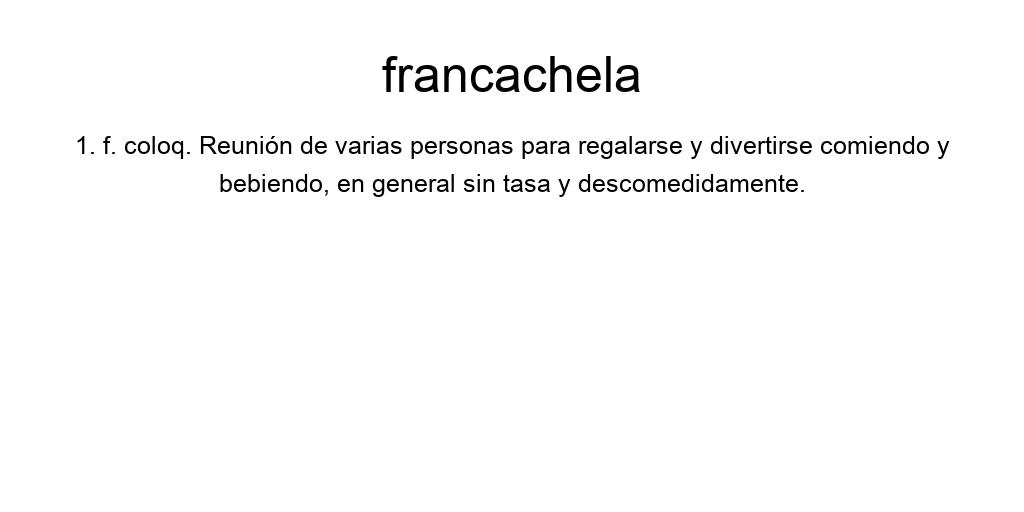 francachela
1. f. coloq. Reunión de varias personas para regalarse y divertirse comiendo y
bebiendo, en general sin tasa y descomedidamente.